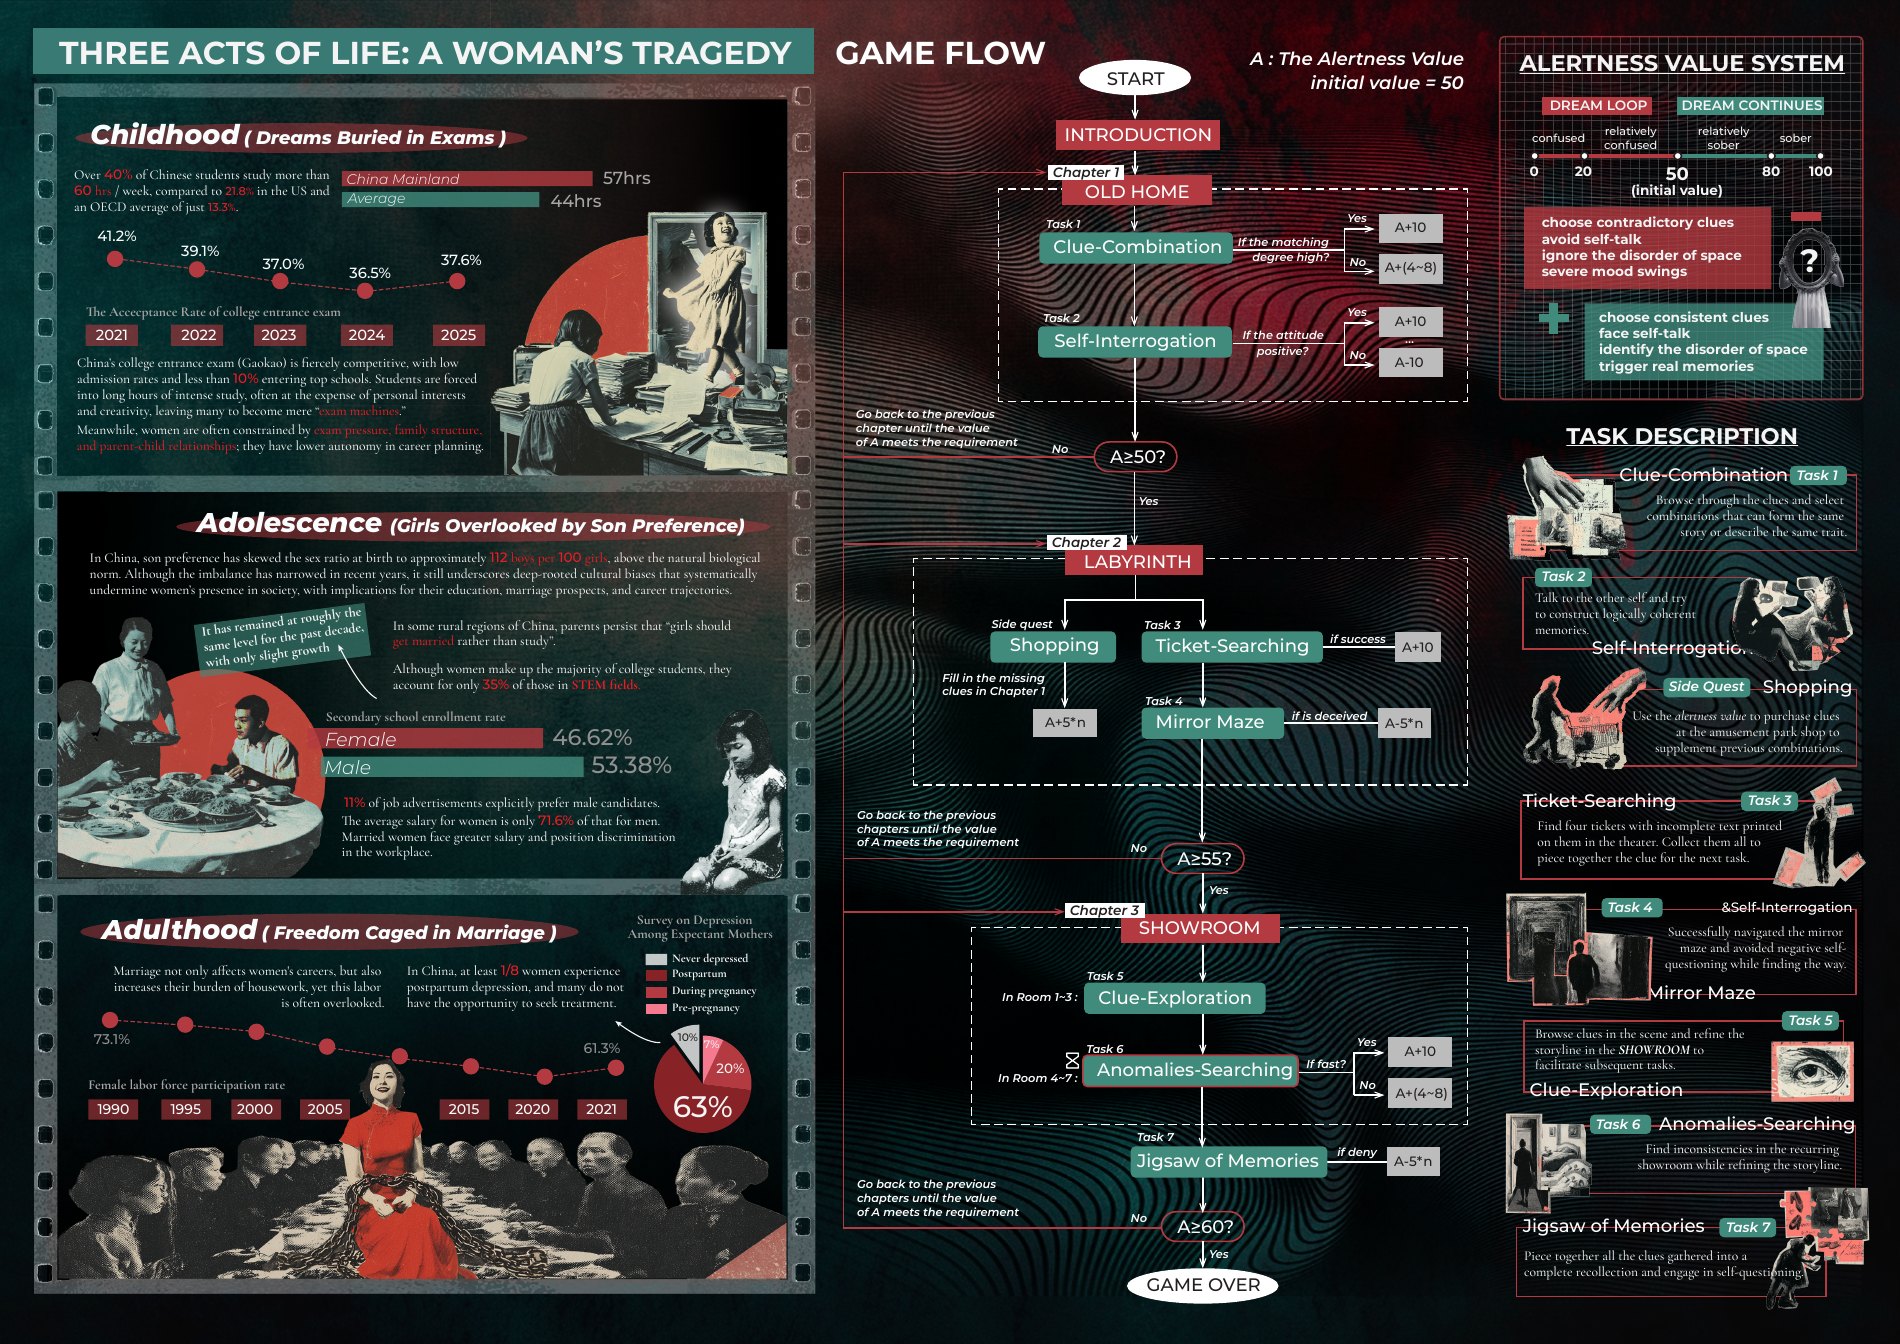 THREE ACTS OF LIFE: A WOMAN'S TRAGEDY
Childhood ( Dreams Buried in Exams )
Over 40% of Chinese students study more than
60 hrs / week, compared to 21.8% in the US and
an OECD average of just 13.3%.
China Mainland 57hrs
Average 44hrs
41.2%
39.1%
37.0%
36.5%
37.6%
The Accecptance Rate of college entrance exam
2021 2022 2023 2024 2025
China's college entrance exam (Gaokao) is fiercely competitive, with low
admission rates and less than 10% entering top schools. Students are forced
into long hours of intense study, often at the expense of personal interests
and creativity, leaving many to become mere “exam machines.”
Meanwhile, women are often constrained by exam pressure, family structure,
and parent-child relationships; they have lower autonomy in career planning.
Adolescence (Girls Overlooked by Son Preference)
In China, son preference has skewed the sex ratio at birth to approximately 112 boys per 100 girls, above the natural biological
norm. Although the imbalance has narrowed in recent years, it still underscores deep-rooted cultural biases that systematically
undermine women's presence in society, with implications for their education, marriage prospects, and career trajectories.
It has remained at roughly the
same level for the past decade,
with only slight growth
In some rural regions of China, parents persist that “girls should
get married rather than study”.
Although women make up the majority of college students, they
account for only 35% of those in STEM fields.
Secondary school enrollment rate
Female 46.62%
Male 53.38%
11% of job advertisements explicitly prefer male candidates.
The average salary for women is only 71.6% of that for men.
Married women face greater salary and position discrimination
in the workplace.
Adulthood ( Freedom Caged in Marriage )
Marriage not only affects women's careers, but also
increases their burden of housework, yet this labor
is often overlooked.
In China, at least 1/8 women experience
postpartum depression, and many do not
have the opportunity to seek treatment.
Survey on Depression
Among Expectant Mothers
Never depressed
Postpartum
During pregnancy
Pre-pregnancy
10%
7%
20%
63%
73.1%
61.3%
Female labor force participation rate
1990 1995 2000 2005 2015 2020 2021
GAME FLOW
A : The Alertness Value
initial value = 50
START
INTRODUCTION
Chapter 1
OLD HOME
Task 1
Clue-Combination
If the matching
degree high?
Yes
A+10
No
A+(4~8)
Task 2
Self-Interrogation
If the attitude
positive?
Yes
A+10
...
No
A-10
Go back to the previous
chapter until the value
of A meets the requirement
No
A≥50?
Yes
Chapter 2
LABYRINTH
Side quest
Shopping
Fill in the missing
clues in Chapter 1
A+5*n
Task 3
Ticket-Searching
if success
A+10
Task 4
Mirror Maze
if is deceived
A-5*n
Go back to the previous
chapters until the value
of A meets the requirement
No
A≥55?
Yes
Chapter 3
SHOWROOM
Task 5
In Room 1~3 :
Clue-Exploration
Task 6
In Room 4~7 :
Anomalies-Searching
If fast?
Yes
A+10
No
A+(4~8)
Task 7
Jigsaw of Memories
if deny
A-5*n
Go back to the previous
chapters until the value
of A meets the requirement
No
A≥60?
Yes
GAME OVER
ALERTNESS VALUE SYSTEM
DREAM LOOP DREAM CONTINUES
confused
relatively
confused
relatively
sober
sober
0 20 50 80 100
(initial value)
choose contradictory clues
avoid self-talk
ignore the disorder of space
severe mood swings
?
choose consistent clues
face self-talk
identify the disorder of space
trigger real memories
TASK DESCRIPTION
Clue-Combination Task 1
Browse through the clues and select
combinations that can form the same
story or describe the same trait.
Task 2
Talk to the other self and try
to construct logically coherent
memories.
Self-Interrogation
Side Quest Shopping
Use the alertness value to purchase clues
at the amusement park shop to
supplement previous combinations.
Ticket-Searching Task 3
Find four tickets with incomplete text printed
on them in the theater. Collect them all to
piece together the clue for the next task.
Task 4 &Self-Interrogation
Successfully navigated the mirror
maze and avoided negative self-
questioning while finding the way.
Mirror Maze
Task 5
Browse clues in the scene and refine the
storyline in the SHOWROOM to
facilitate subsequent tasks.
Clue-Exploration
Task 6 Anomalies-Searching
Find inconsistencies in the recurring
showroom while refining the storyline.
Jigsaw of Memories Task 7
Piece together all the clues gathered into a
complete recollection and engage in self-questioning.